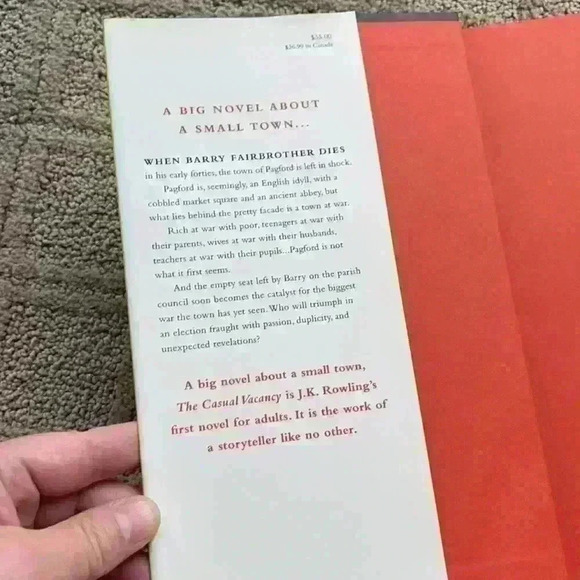 $35.00
$36.99 in Canada
A BIG NOVEL ABOUT
A SMALL TOWN...
WHEN BARRY FAIRBROTHER DIES
in his early forties, the town of Pagford is left in shock.
Pagford is, seemingly, an English idyll, with a
cobbled market square and an ancient abbey, but
what lies behind the pretty facade is a town at war.
Rich at war with poor, teenagers at war with
their parents, wives at war with their husbands,
teachers at war with their pupils...Pagford is not
what it first seems.
And the empty seat left by Barry on the parish
council soon becomes the catalyst for the biggest
war the town has yet seen. Who will triumph in
an election fraught with passion, duplicity, and
unexpected revelations?
A big novel about a small town,
The Casual Vacancy is J.K. Rowling's
first novel for adults. It is the work of
a storyteller like no other.